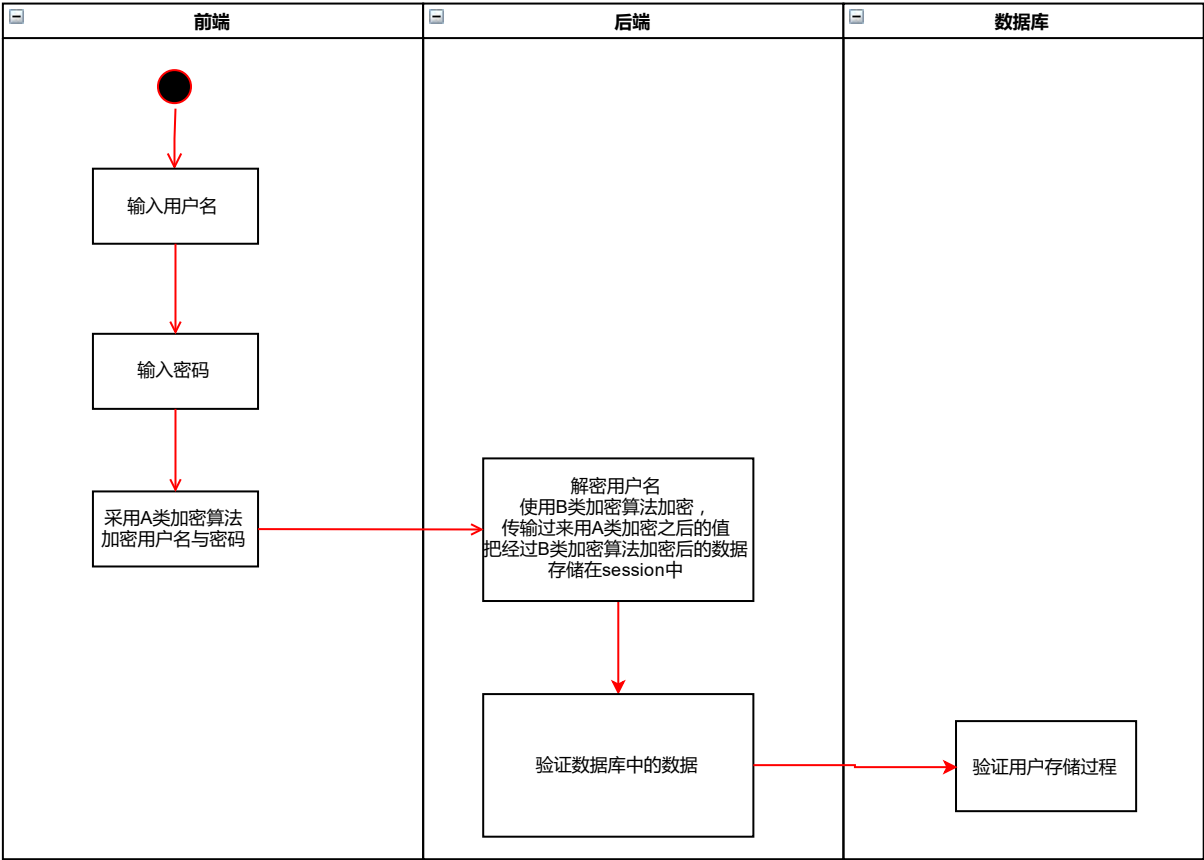 前端
后端
数据库
输入用户名
输入密码
采用A类加密算法
加密用户名与密码
解密用户名
使用B类加密算法加密，
传输过来用A类加密之后的值
把经过B类加密算法加密后的数据
存储在session中
验证数据库中的数据
验证用户存储过程